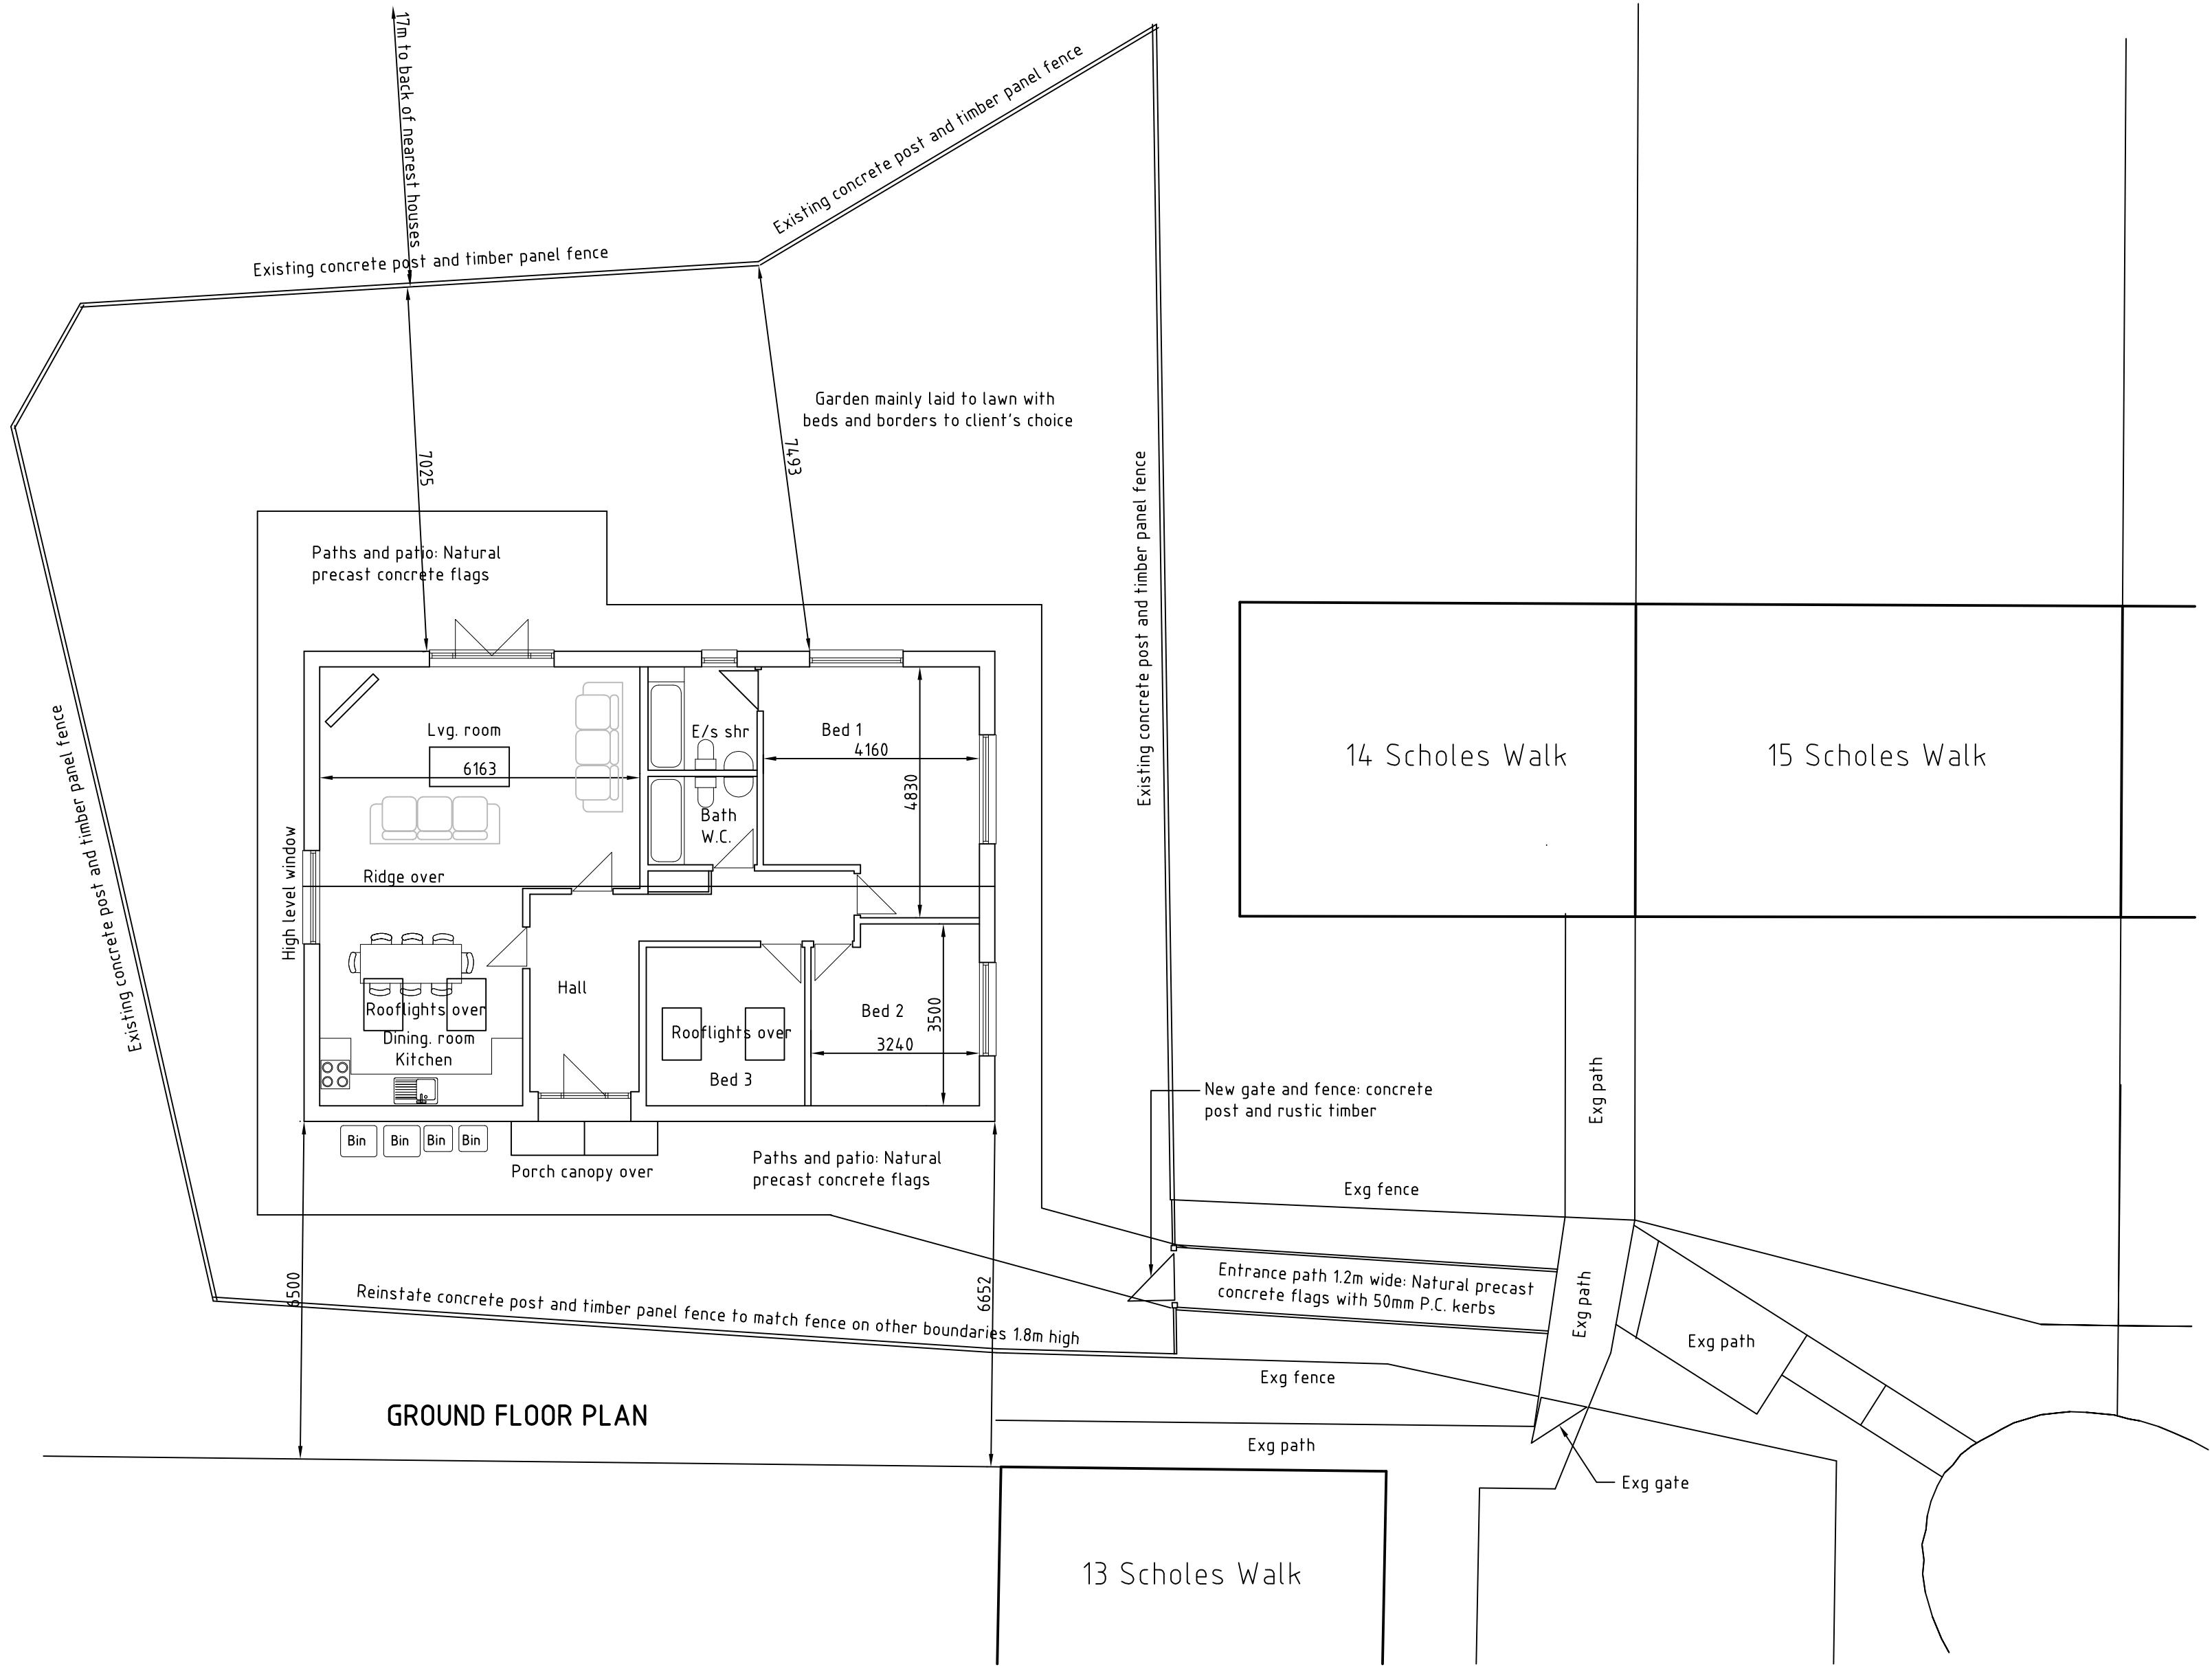 17m to back of nearest houses
Existing concrete post and timber panel fence
Existing concrete post and timber panel fence
Garden mainly laid to lawn with
beds and borders to client's choice
7025
7493
Existing concrete post and timber panel fence
Paths and patio: Natural
precast concrete flags
Existing concrete post and timber panel fence
High level window
Lvg. room
6163
E/s shr
Bed 1
4160
4830
Bath
W.C.
Ridge over
14 Scholes Walk
15 Scholes Walk
Hall
Rooflights over
Dining. room
Kitchen
Rooflights over
Bed 3
Bed 2
3500
3240
Bin
Bin
Bin
Bin
Porch canopy over
Paths and patio: Natural
precast concrete flags
New gate and fence: concrete
post and rustic timber
Exg path
Exg fence
6500
6652
Reinstate concrete post and timber panel fence to match fence on other boundaries 1.8m high
Entrance path 1.2m wide: Natural precast
concrete flags with 50mm P.C. kerbs
Exg path
Exg path
Exg fence
GROUND FLOOR PLAN
Exg path
Exg gate
13 Scholes Walk